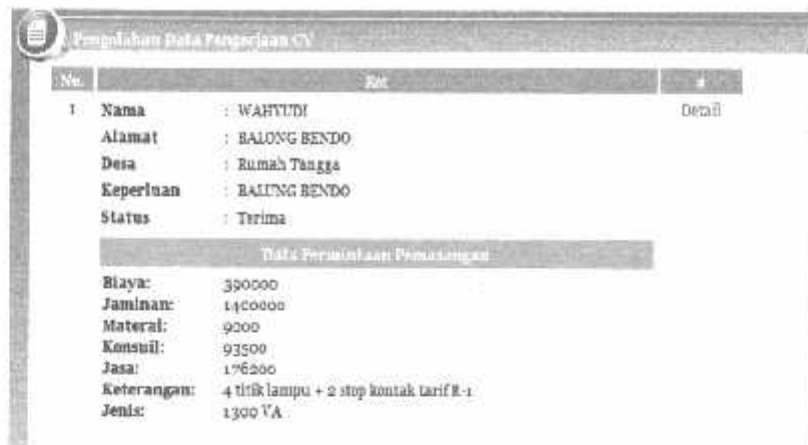 Pengolahan Data Pengerjaan CV
No. Ket #
1 Nama : WAHYUDI Detail
Alamat : BALONG BENDO
Desa : Rumah Tangga
Keperluan : BALUNG BENDO
Status : Terima
Data Permintaan Pemasangan
Biaya: 390000
Jaminan: 1400000
Materal: 9000
Konsuil: 93500
Jasa: 176200
Keterangan: 4 titik lampu + 2 stop kontak tarif R-1
Jenis: 1300 VA